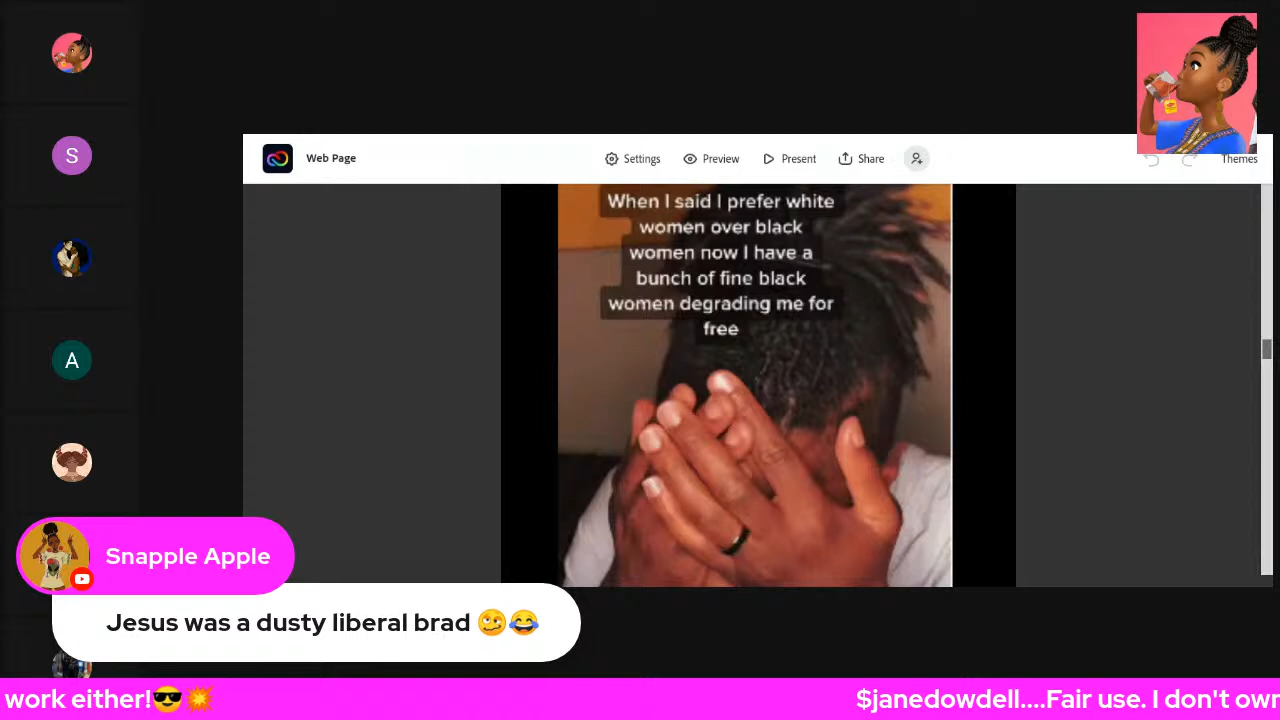 S
A
Web Page
Settings
Preview
Present
Share
Themes
When I said I prefer white
women over black
women now I have a
bunch of fine black
women degrading me for
free
Snapple Apple
Jesus was a dusty liberal brad 🥴😂
work either!😎💥 $janedowdell....Fair use. I don't own